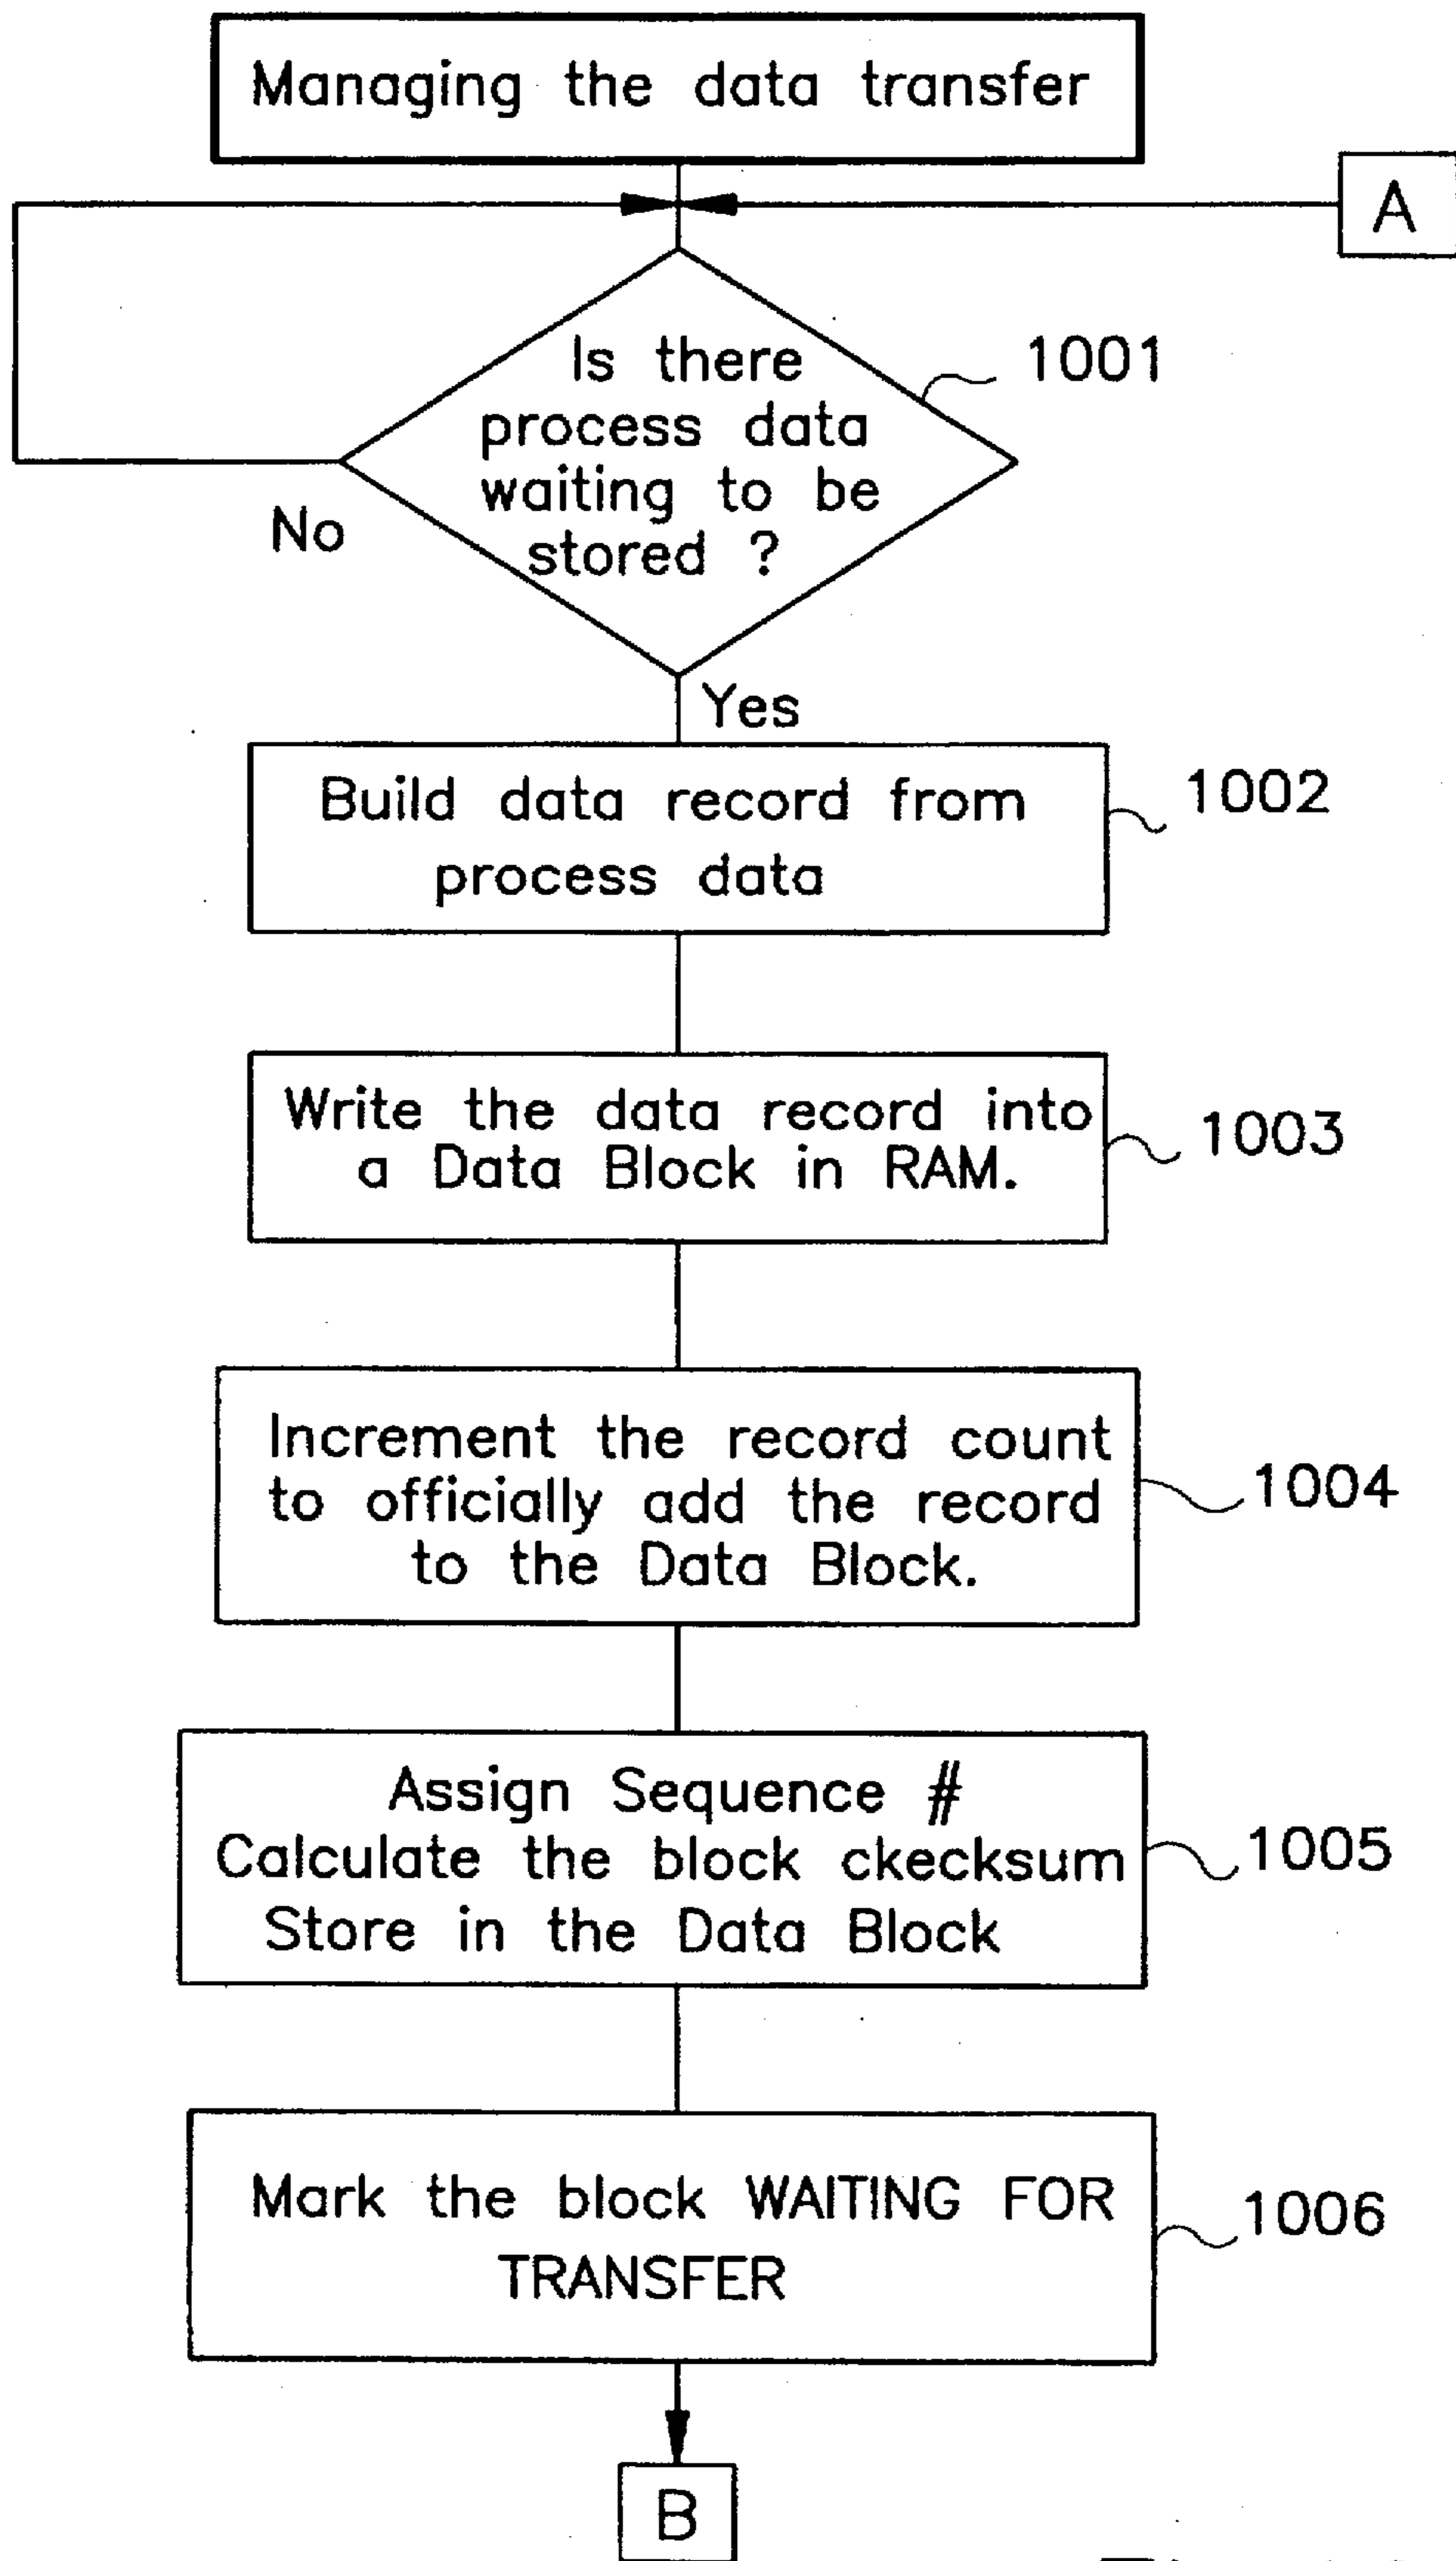 Managing the data transfer
A
Is there
process data
waiting to be
stored ?
1001
No
Yes
Build data record from
process data
1002
Write the data record into
a Data Block in RAM.
1003
Increment the record count
to officially add the record
to the Data Block.
1004
Assign Sequence #
Calculate the block ckecksum
Store in the Data Block
1005
Mark the block WAITING FOR
TRANSFER
1006
B